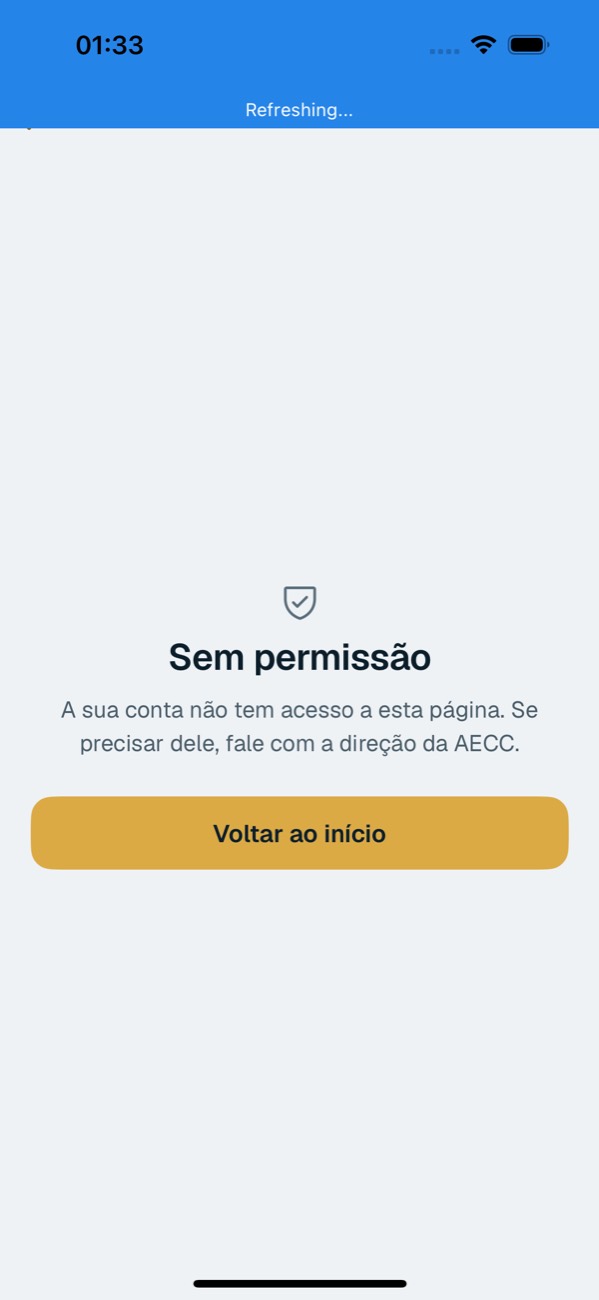 01:33
Refreshing...
Sem permissão
A sua conta não tem acesso a esta página. Se
precisar dele, fale com a direção da AECC.
Voltar ao início